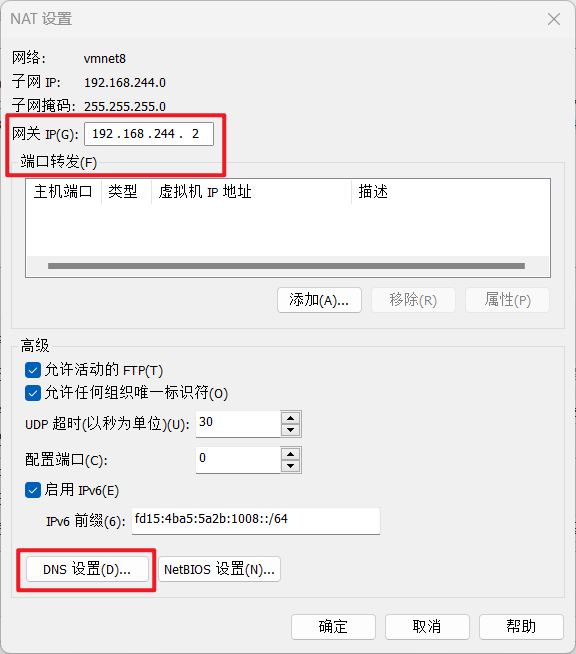 NAT 设置
网络: vmnet8
子网 IP: 192.168.244.0
子网掩码: 255.255.255.0
网关 IP(G): 192 . 168 . 244 . 2
端口转发(F)
主机端口 类型 虚拟机 IP 地址 描述
添加(A)... 移除(R) 属性(P)
高级
允许活动的 FTP(T)
允许任何组织唯一标识符(O)
UDP 超时(以秒为单位)(U): 30
配置端口(C): 0
启用 IPv6(E)
IPv6 前缀(6): fd15:4ba5:5a2b:1008::/64
DNS 设置(D)... NetBIOS 设置(N)...
确定 取消 帮助